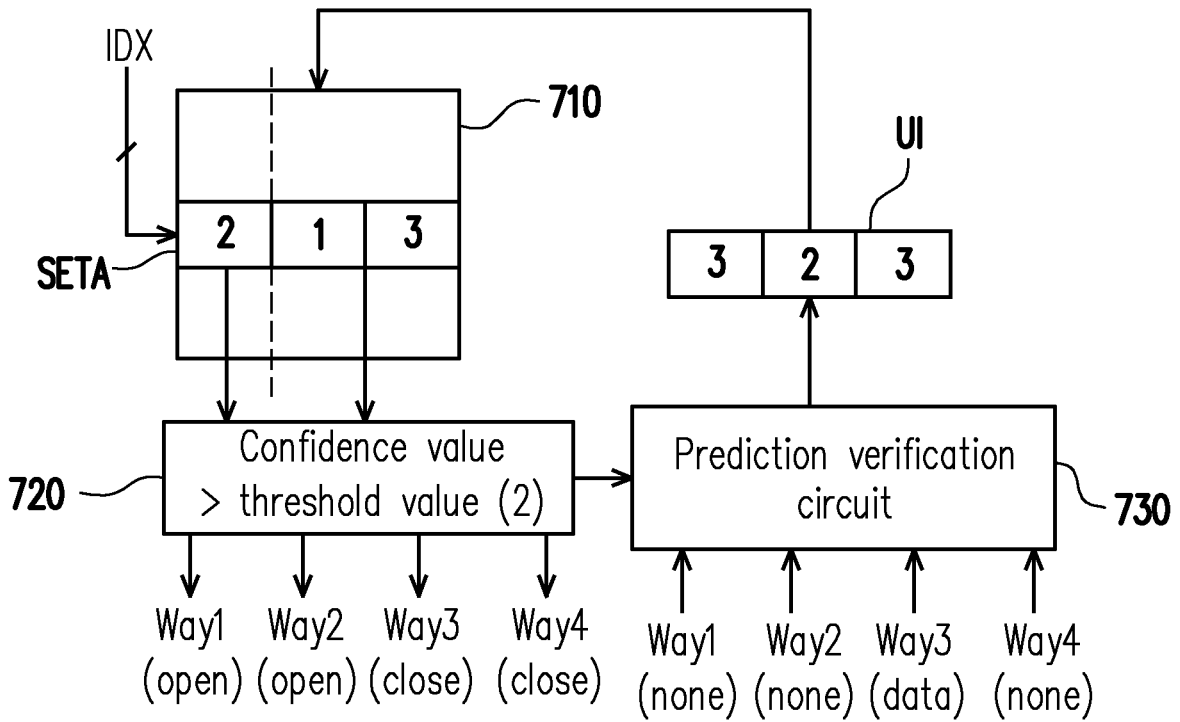 IDX
710
UI
2 1 3
SETA
3 2 3
Confidence value
> threshold value (2)
720
Prediction verification
circuit
730
Way1 Way2 Way3 Way4
(open) (open) (close) (close)
Way1 Way2 Way3 Way4
(none) (none) (data) (none)